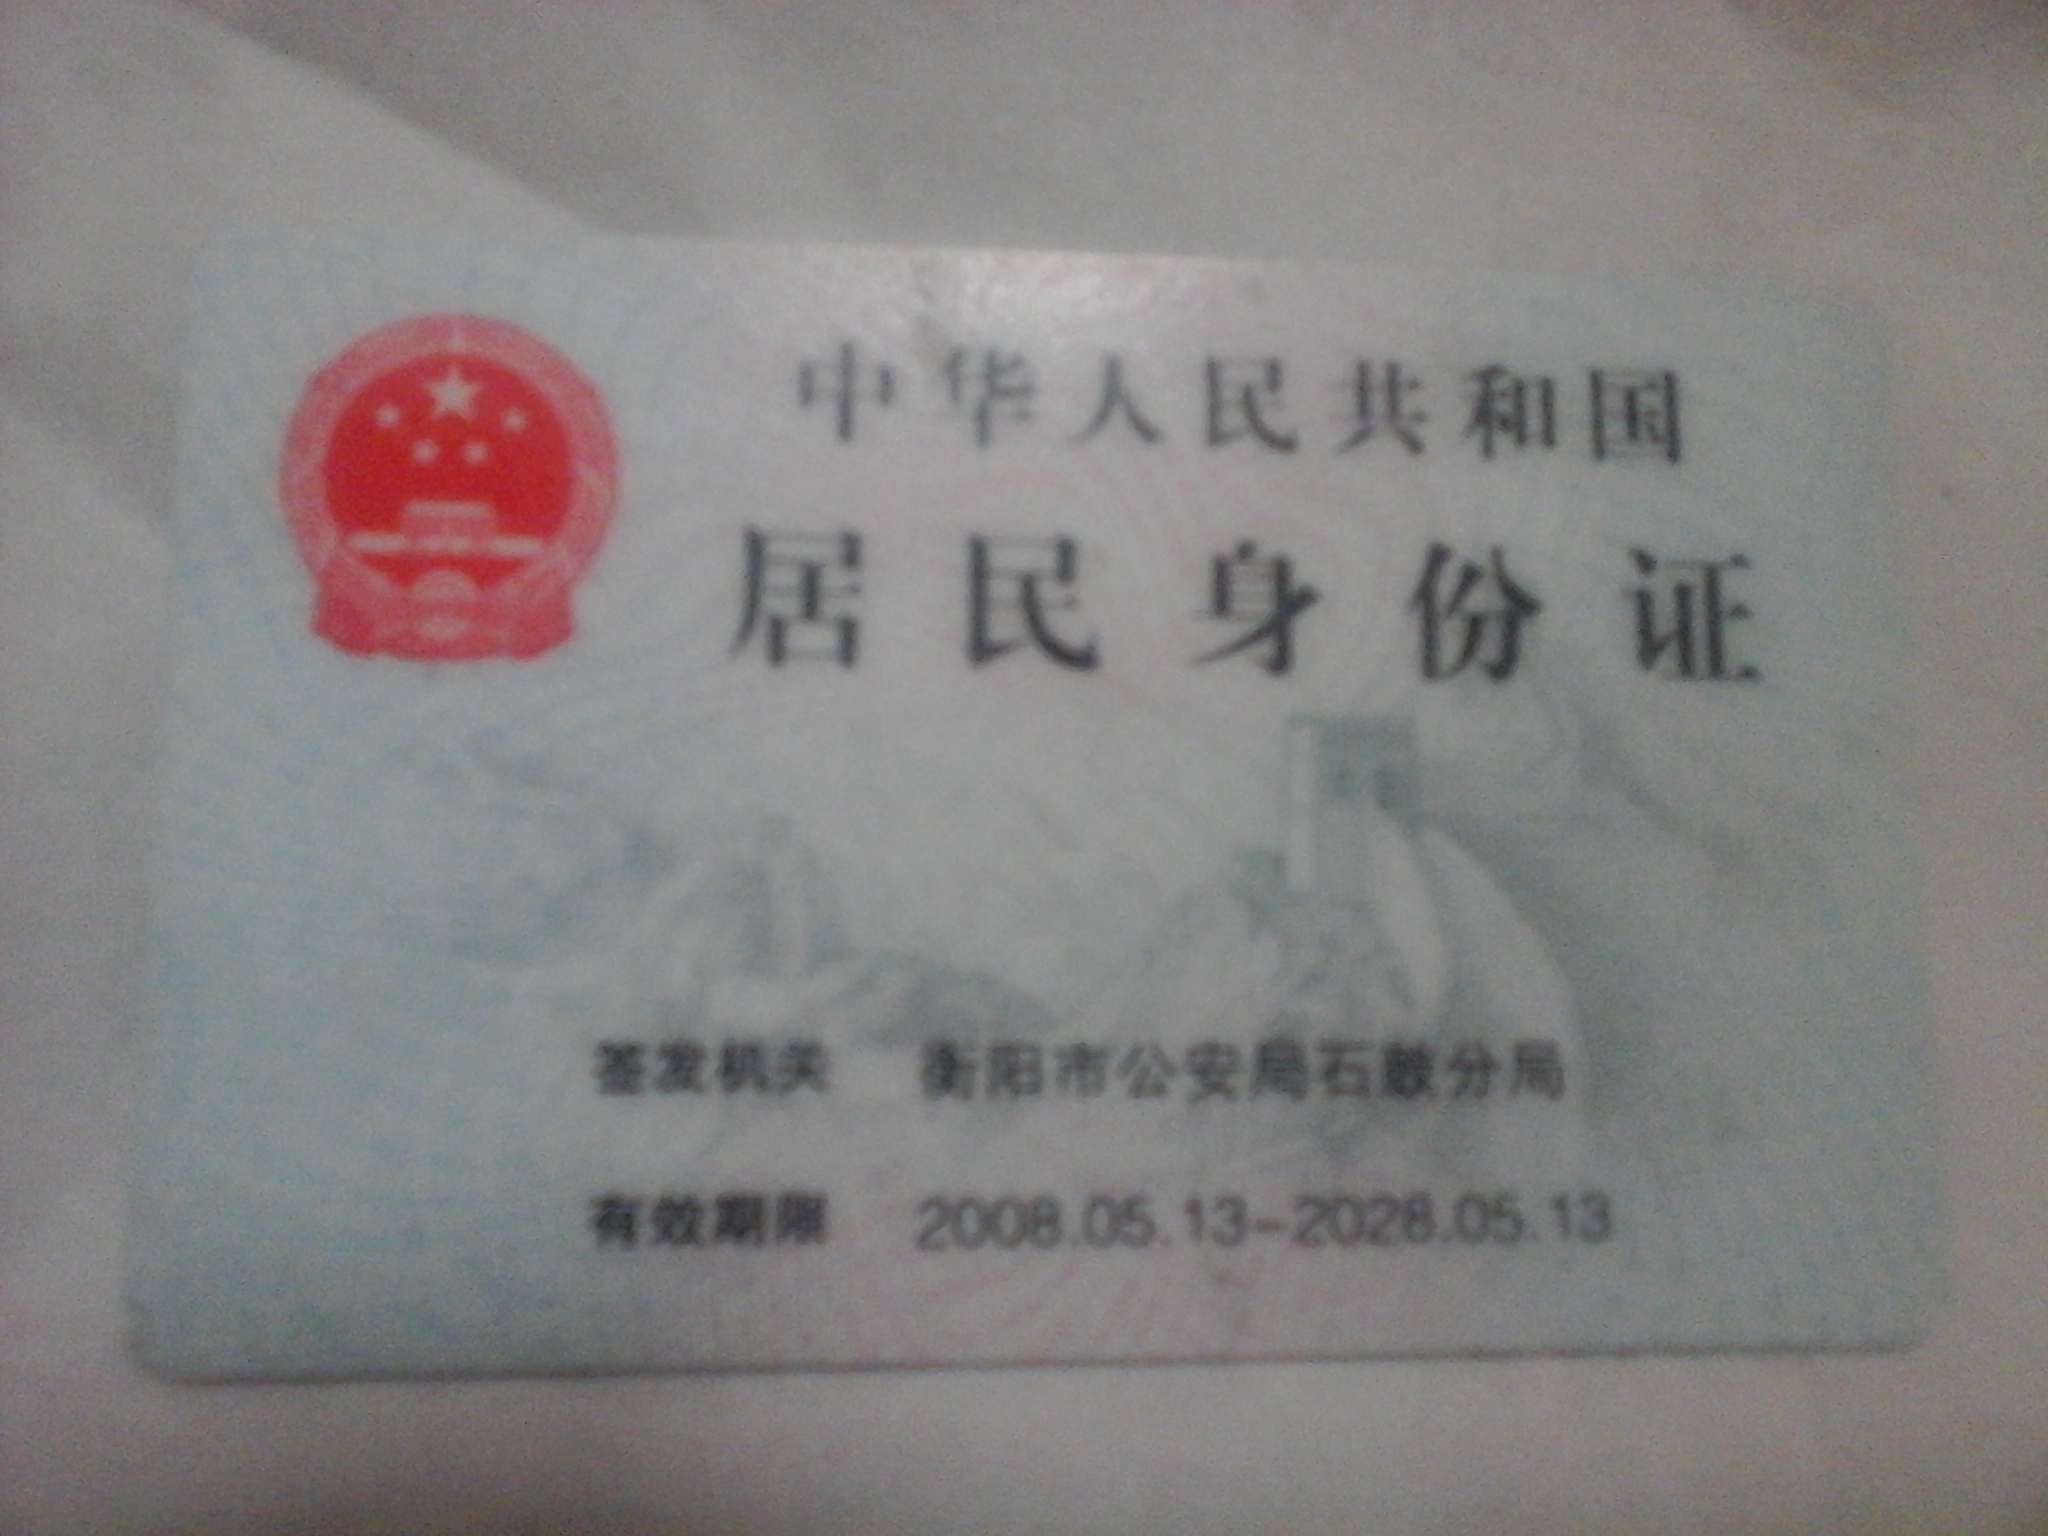 中华人民共和国
居民身份证
签发机关 衡阳市公安局石鼓分局
有效期限 2008.05.13-2028.05.13